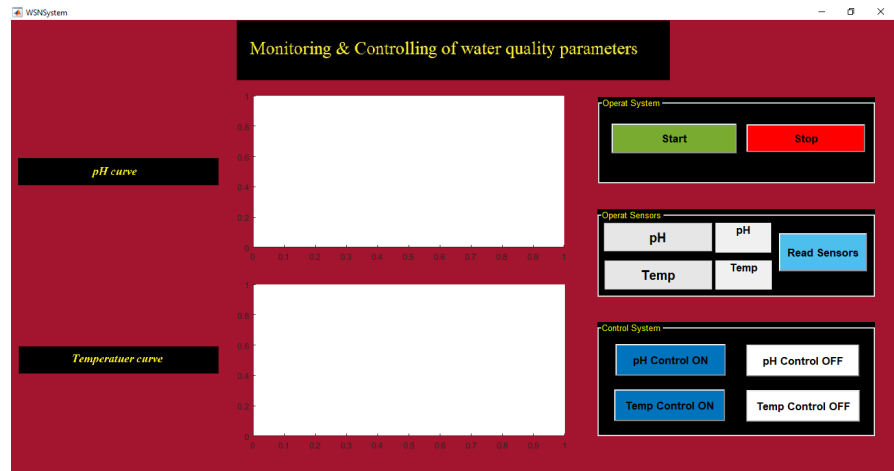 WSNSystem
Monitoring & Controlling of water quality parameters
pH curve
1
0.8
0.6
0.4
0.2
0
0 0.1 0.2 0.3 0.4 0.5 0.6 0.7 0.8 0.9 1
Operat System
Start Stop
Operat Sensors
pH pH
Read Sensors
Temp Temp
Temperatuer curve
1
0.8
0.6
0.4
0.2
0
0 0.1 0.2 0.3 0.4 0.5 0.6 0.7 0.8 0.9 1
Control System
pH Control ON pH Control OFF
Temp Control ON Temp Control OFF